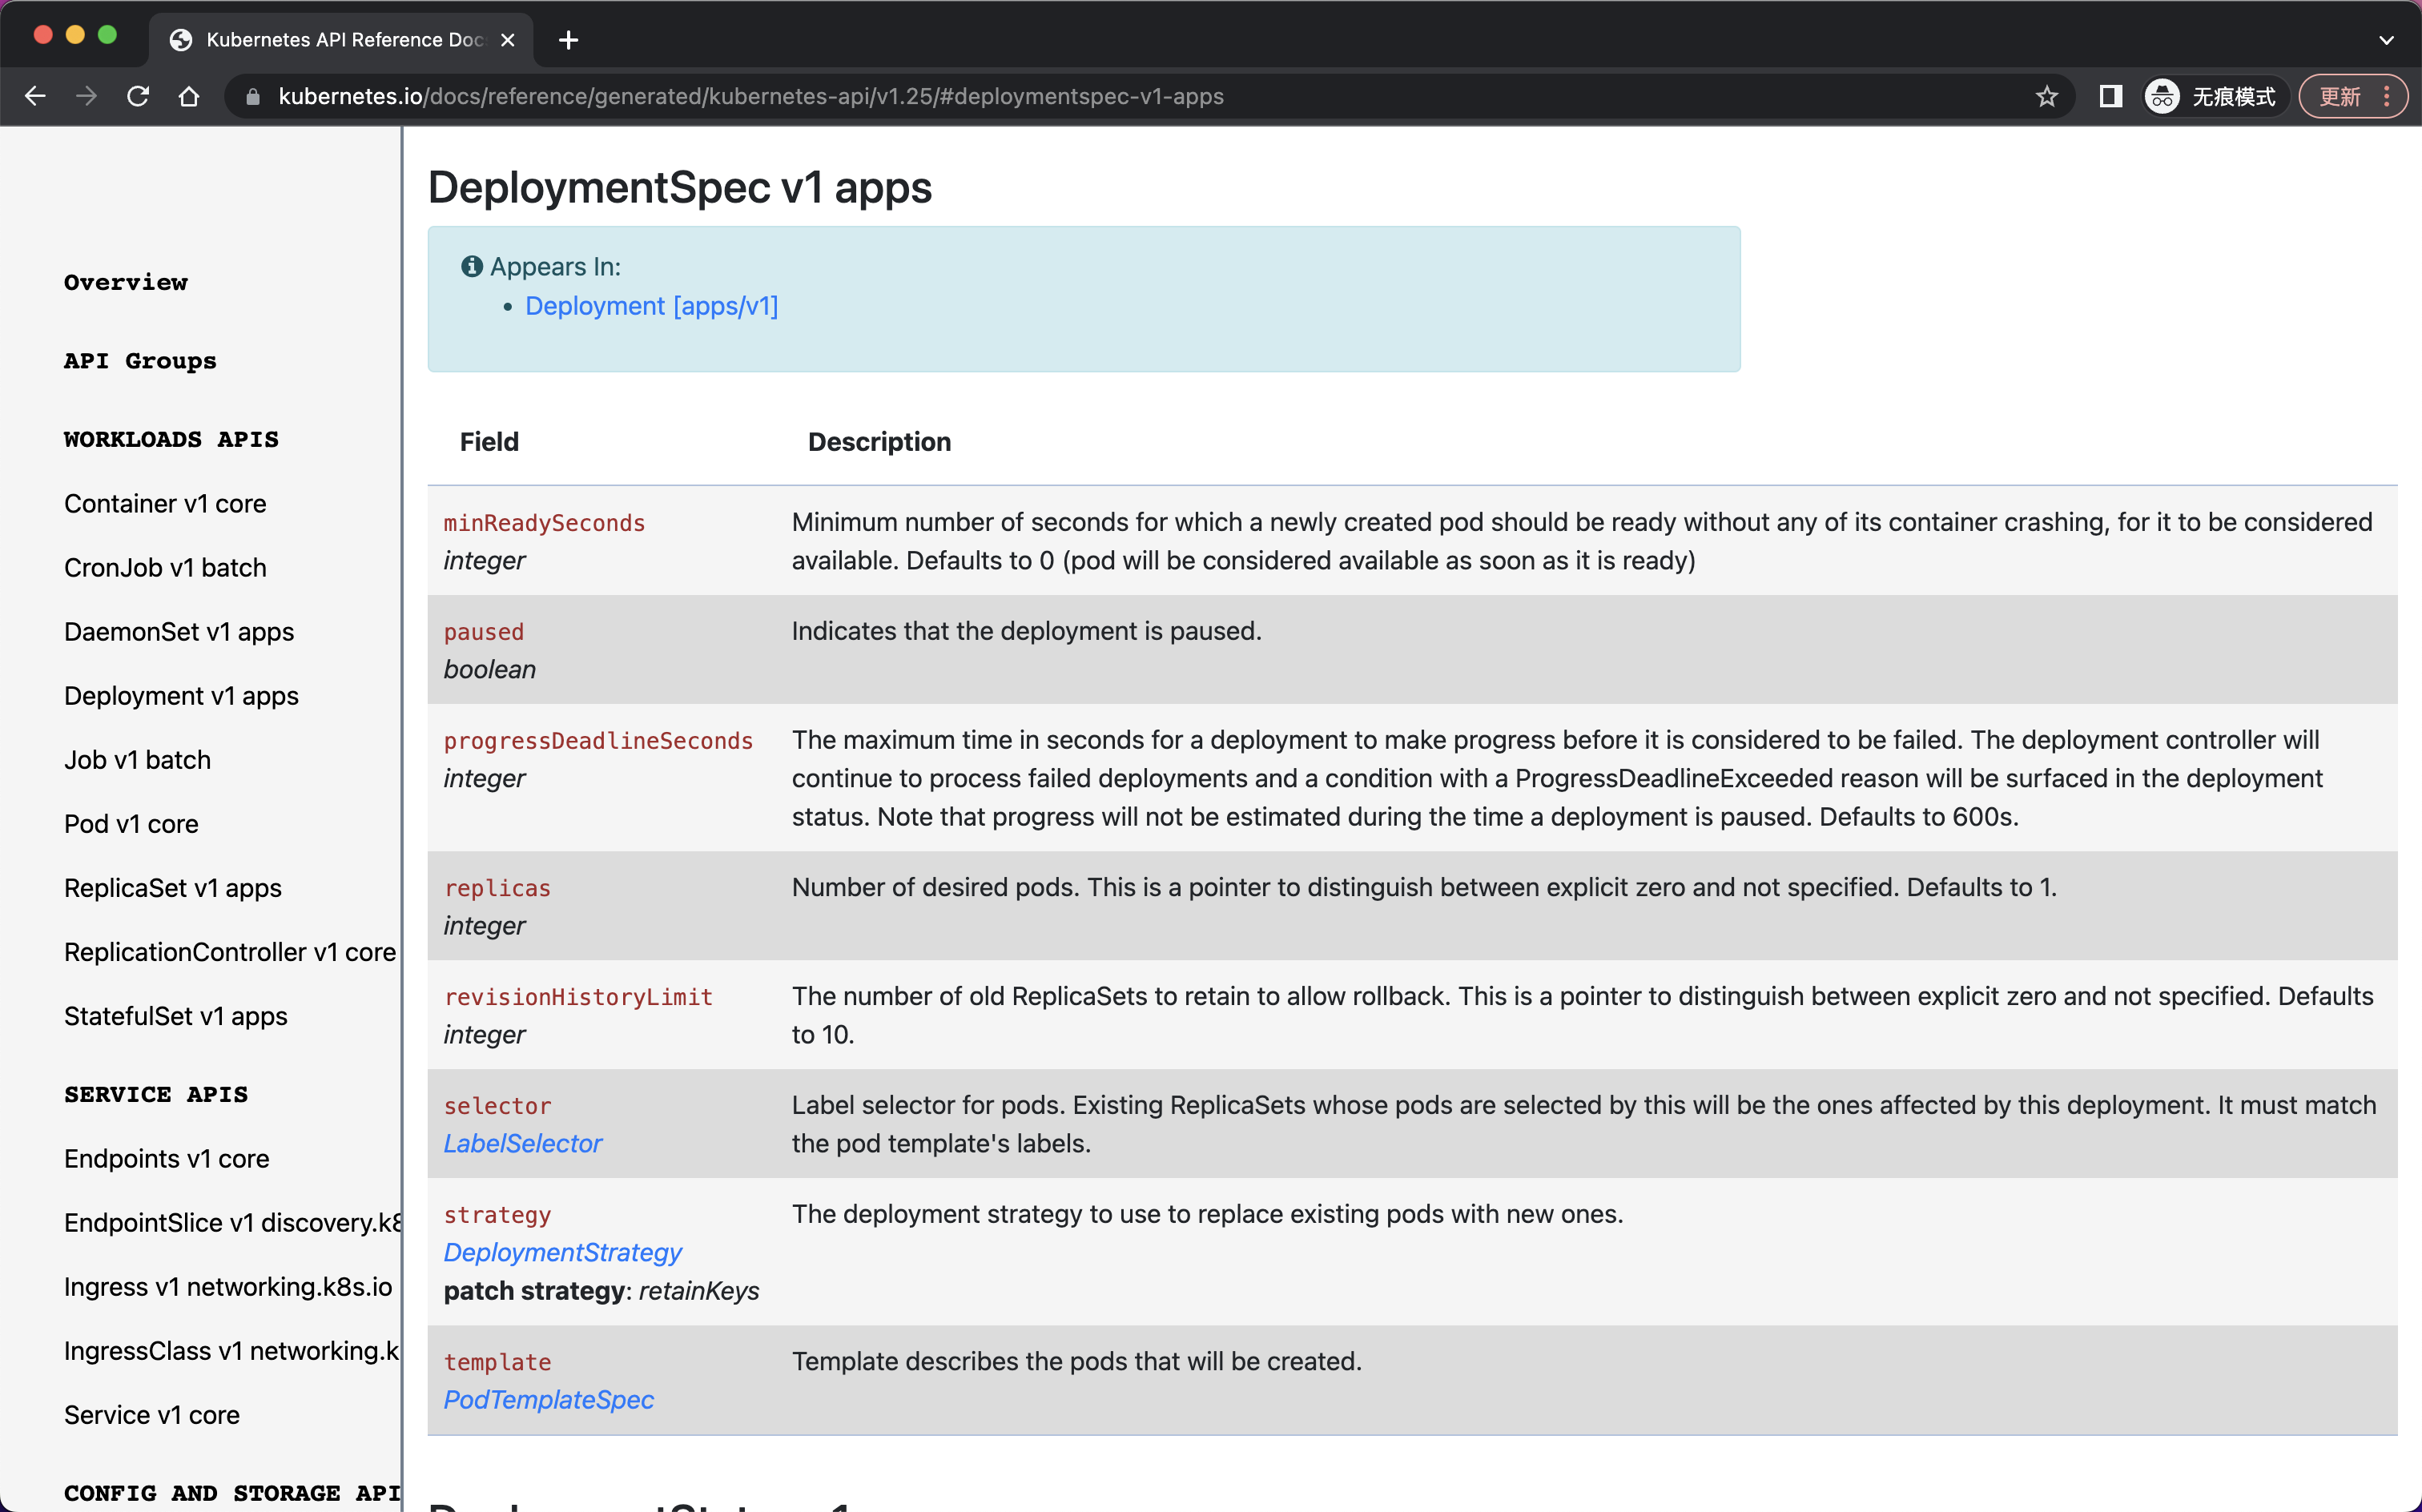 Kubernetes API Reference Doc
kubernetes.io/docs/reference/generated/kubernetes-api/v1.25/#deploymentspec-v1-apps
无痕模式
更新
Overview
API Groups
WORKLOADS APIS
Container v1 core
CronJob v1 batch
DaemonSet v1 apps
Deployment v1 apps
Job v1 batch
Pod v1 core
ReplicaSet v1 apps
ReplicationController v1 core
StatefulSet v1 apps
SERVICE APIS
Endpoints v1 core
EndpointSlice v1 discovery.k8
Ingress v1 networking.k8s.io
IngressClass v1 networking.k
Service v1 core
CONFIG AND STORAGE API
DeploymentSpec v1 apps
Appears In:
• Deployment [apps/v1]
Field Description
minReadySeconds
integer
Minimum number of seconds for which a newly created pod should be ready without any of its container crashing, for it to be considered
available. Defaults to 0 (pod will be considered available as soon as it is ready)
paused
boolean
Indicates that the deployment is paused.
progressDeadlineSeconds
integer
The maximum time in seconds for a deployment to make progress before it is considered to be failed. The deployment controller will
continue to process failed deployments and a condition with a ProgressDeadlineExceeded reason will be surfaced in the deployment
status. Note that progress will not be estimated during the time a deployment is paused. Defaults to 600s.
replicas
integer
Number of desired pods. This is a pointer to distinguish between explicit zero and not specified. Defaults to 1.
revisionHistoryLimit
integer
The number of old ReplicaSets to retain to allow rollback. This is a pointer to distinguish between explicit zero and not specified. Defaults
to 10.
selector
LabelSelector
Label selector for pods. Existing ReplicaSets whose pods are selected by this will be the ones affected by this deployment. It must match
the pod template's labels.
strategy
DeploymentStrategy
patch strategy: retainKeys
The deployment strategy to use to replace existing pods with new ones.
template
PodTemplateSpec
Template describes the pods that will be created.